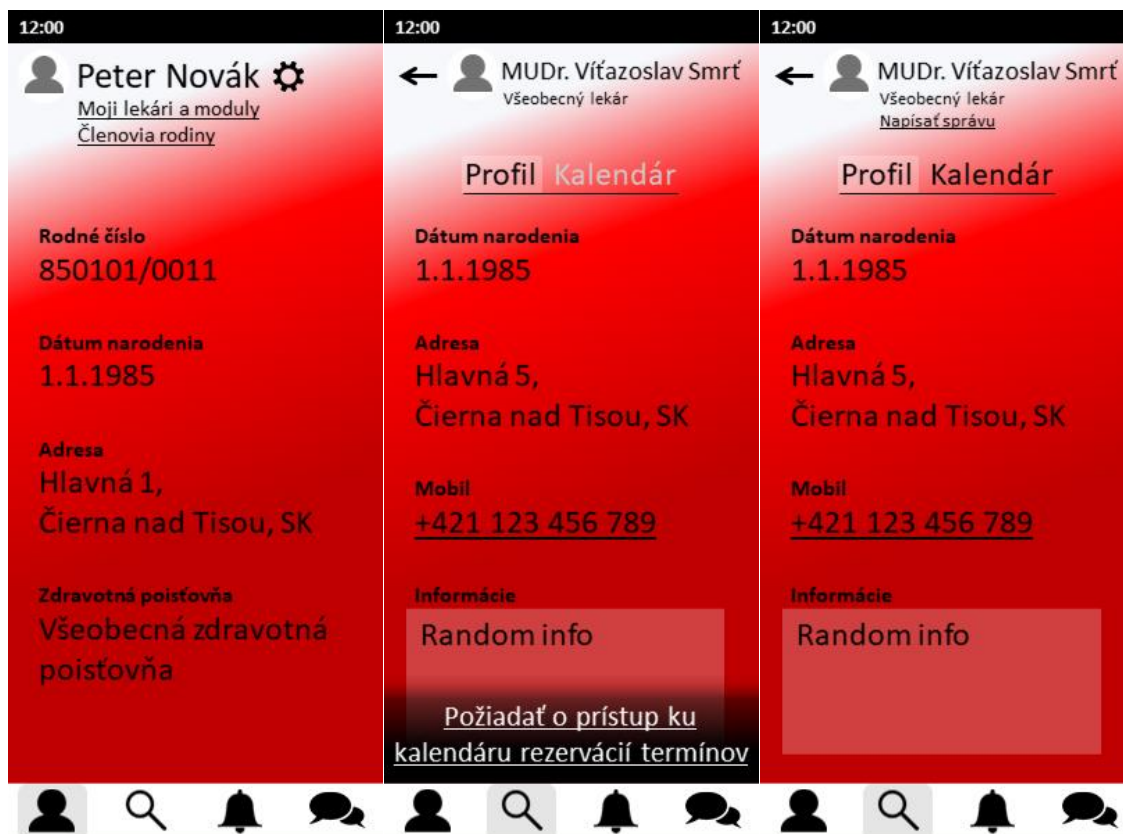 12:00
Peter Novák
Moji lekári a moduly
Členovia rodiny
Rodné číslo
850101/0011
Dátum narodenia
1.1.1985
Adresa
Hlavná 1,
Čierna nad Tisou, SK
Zdravotná poisťovňa
Všeobecná zdravotná
poisťovňa
12:00
MUDr. Víťazoslav Smrť
Všeobecný lekár
Profil Kalendár
Dátum narodenia
1.1.1985
Adresa
Hlavná 5,
Čierna nad Tisou, SK
Mobil
+421 123 456 789
Informácie
Random info
Požiadať o prístup ku
kalendáru rezervácií termínov
12:00
MUDr. Víťazoslav Smrť
Všeobecný lekár
Napísať správu
Profil Kalendár
Dátum narodenia
1.1.1985
Adresa
Hlavná 5,
Čierna nad Tisou, SK
Mobil
+421 123 456 789
Informácie
Random info